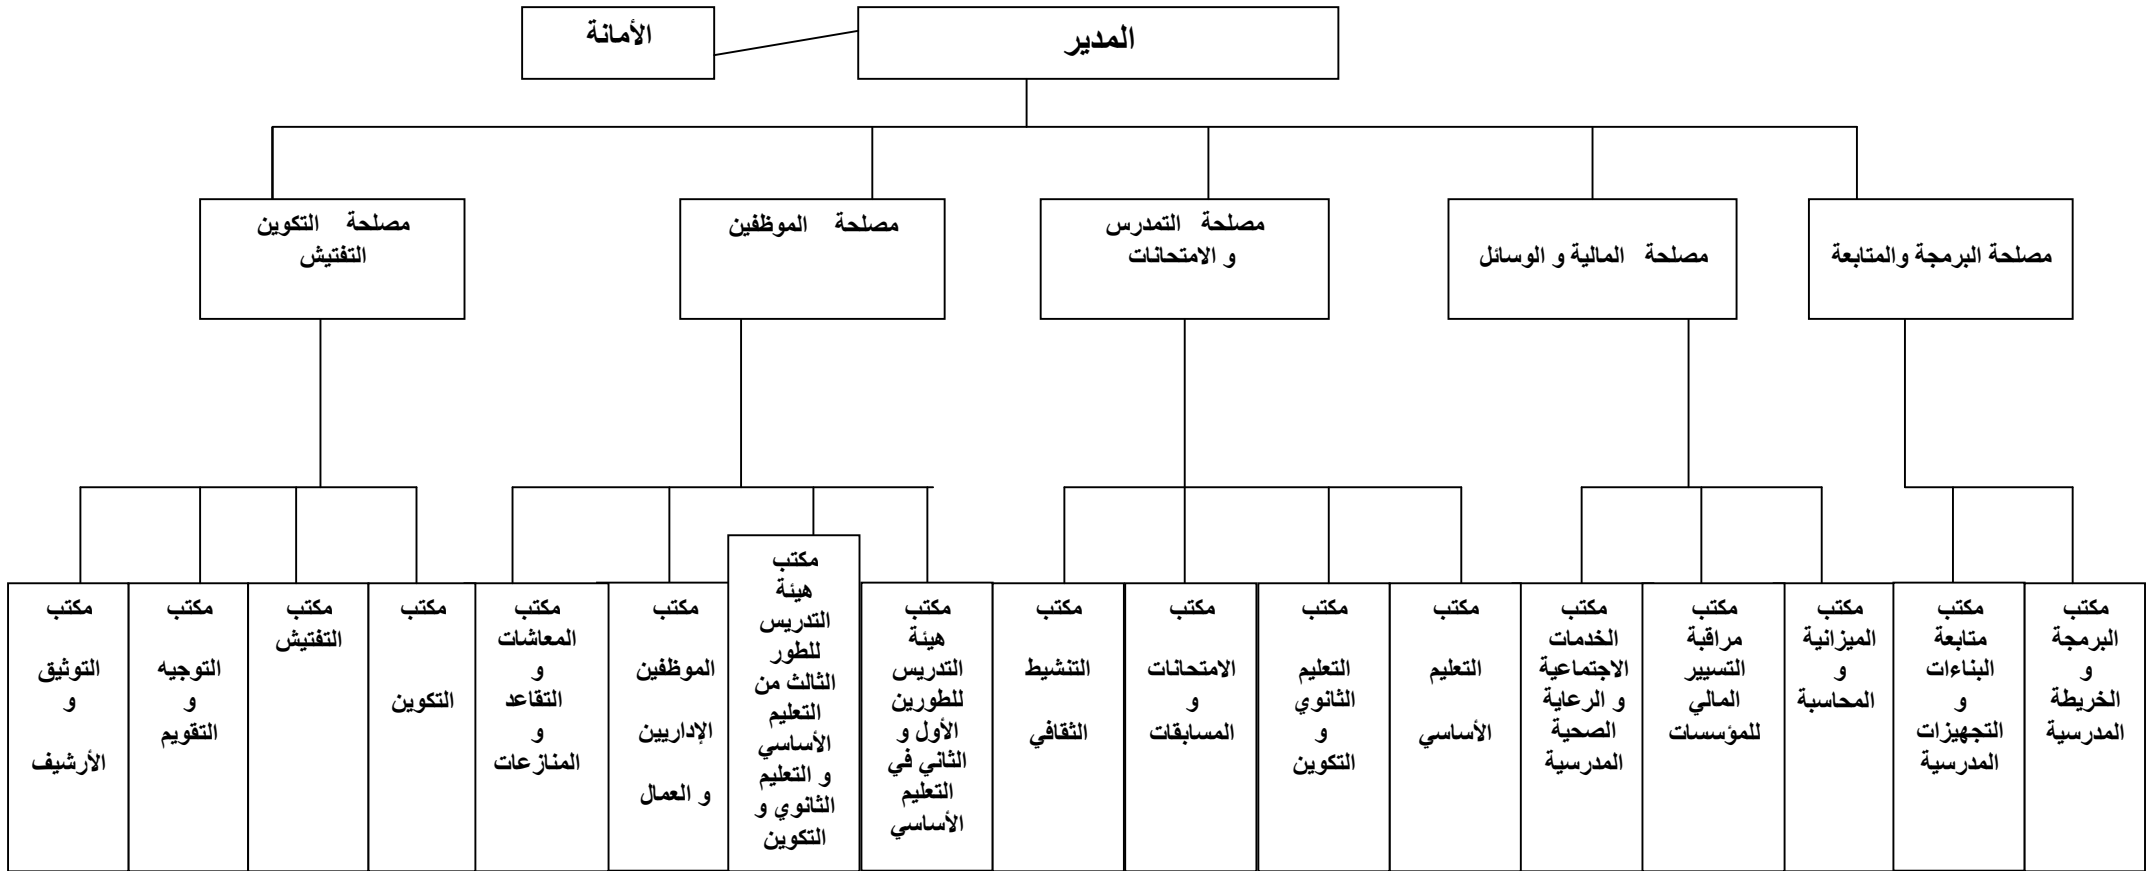 المدير
الأمانة
مصلحة البرمجة والمتابعة
مصلحة المالية و الوسائل
مصلحة التمدرس
و الامتحانات
مصلحة الموظفين
مصلحة التكوين
التفتيش
مكتب
البرمجة
و
الخريطة
المدرسية
مكتب
متابعة
البناءات
و
التجهيزات
المدرسية
مكتب
الميزانية
و
المحاسبة
مكتب
مراقبة
التسيير
المالي
للمؤسسات
مكتب
الخدمات
الاجتماعية
و الرعاية
الصحية
المدرسية
مكتب
التعليم
الأساسي
مكتب
التعليم
الثانوي
و
التكوين
مكتب
الامتحانات
و
المسابقات
مكتب
التنشيط
الثقافي
مكتب
هيئة
التدريس
للطورين
الأول و
الثاني في
التعليم
الأساسي
مكتب
هيئة
التدريس
للطور
الثالث من
التعليم
الأساسي
و التعليم
الثانوي و
التكوين
مكتب
الموظفين
الإداريين
و العمال
مكتب
المعاشات
و
التقاعد
و
المنازعات
مكتب
التكوين
مكتب
التفتيش
مكتب
التوجيه
و
التقويم
مكتب
التوثيق
و
الأرشيف